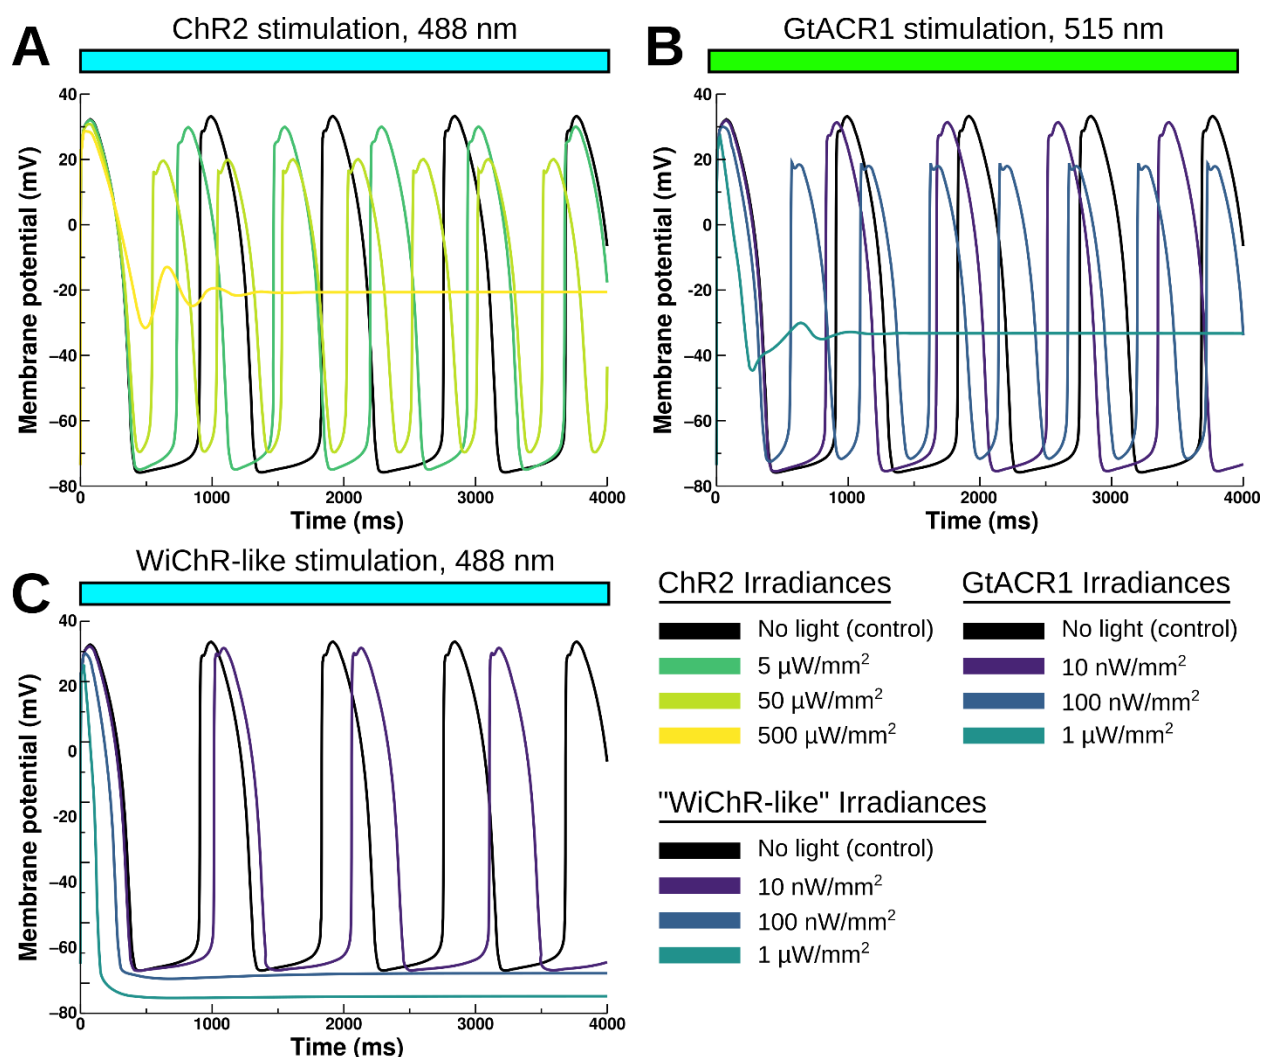 A
ChR2 stimulation, 488 nm
40
20
0
−20
−40
−60
−80
Membrane potential (mV)
0
1000
2000
3000
4000
Time (ms)
B
GtACR1 stimulation, 515 nm
40
20
0
−20
−40
−60
−80
Membrane potential (mV)
0
1000
2000
3000
4000
Time (ms)
C
WiChR-like stimulation, 488 nm
40
20
0
-20
-40
-60
-80
Membrane potential (mV)
0
1000
2000
3000
4000
Time (ms)
ChR2 Irradiances
No light (control)
5 µW/mm²
50 µW/mm²
500 µW/mm²
GtACR1 Irradiances
No light (control)
10 nW/mm²
100 nW/mm²
1 µW/mm²
"WiChR-like" Irradiances
No light (control)
10 nW/mm²
100 nW/mm²
1 µW/mm²